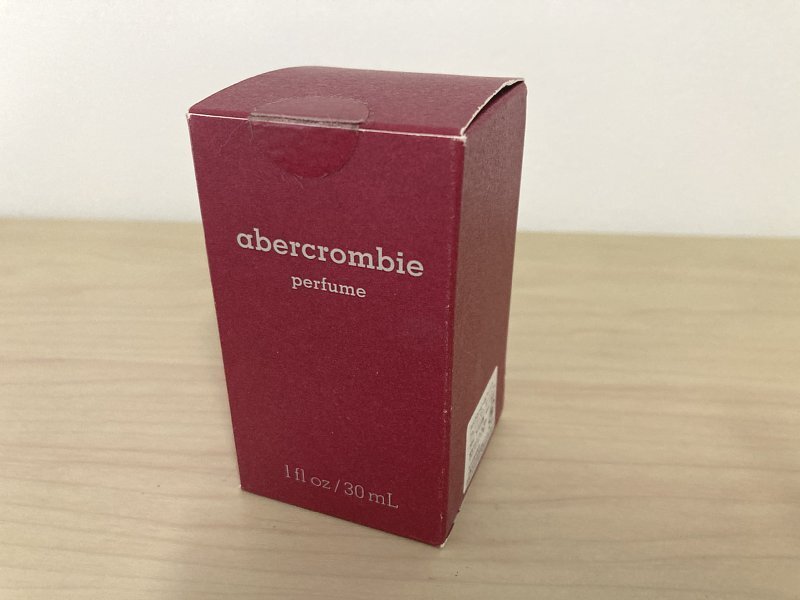 abercrombie
perfume
1 fl oz / 30 mL